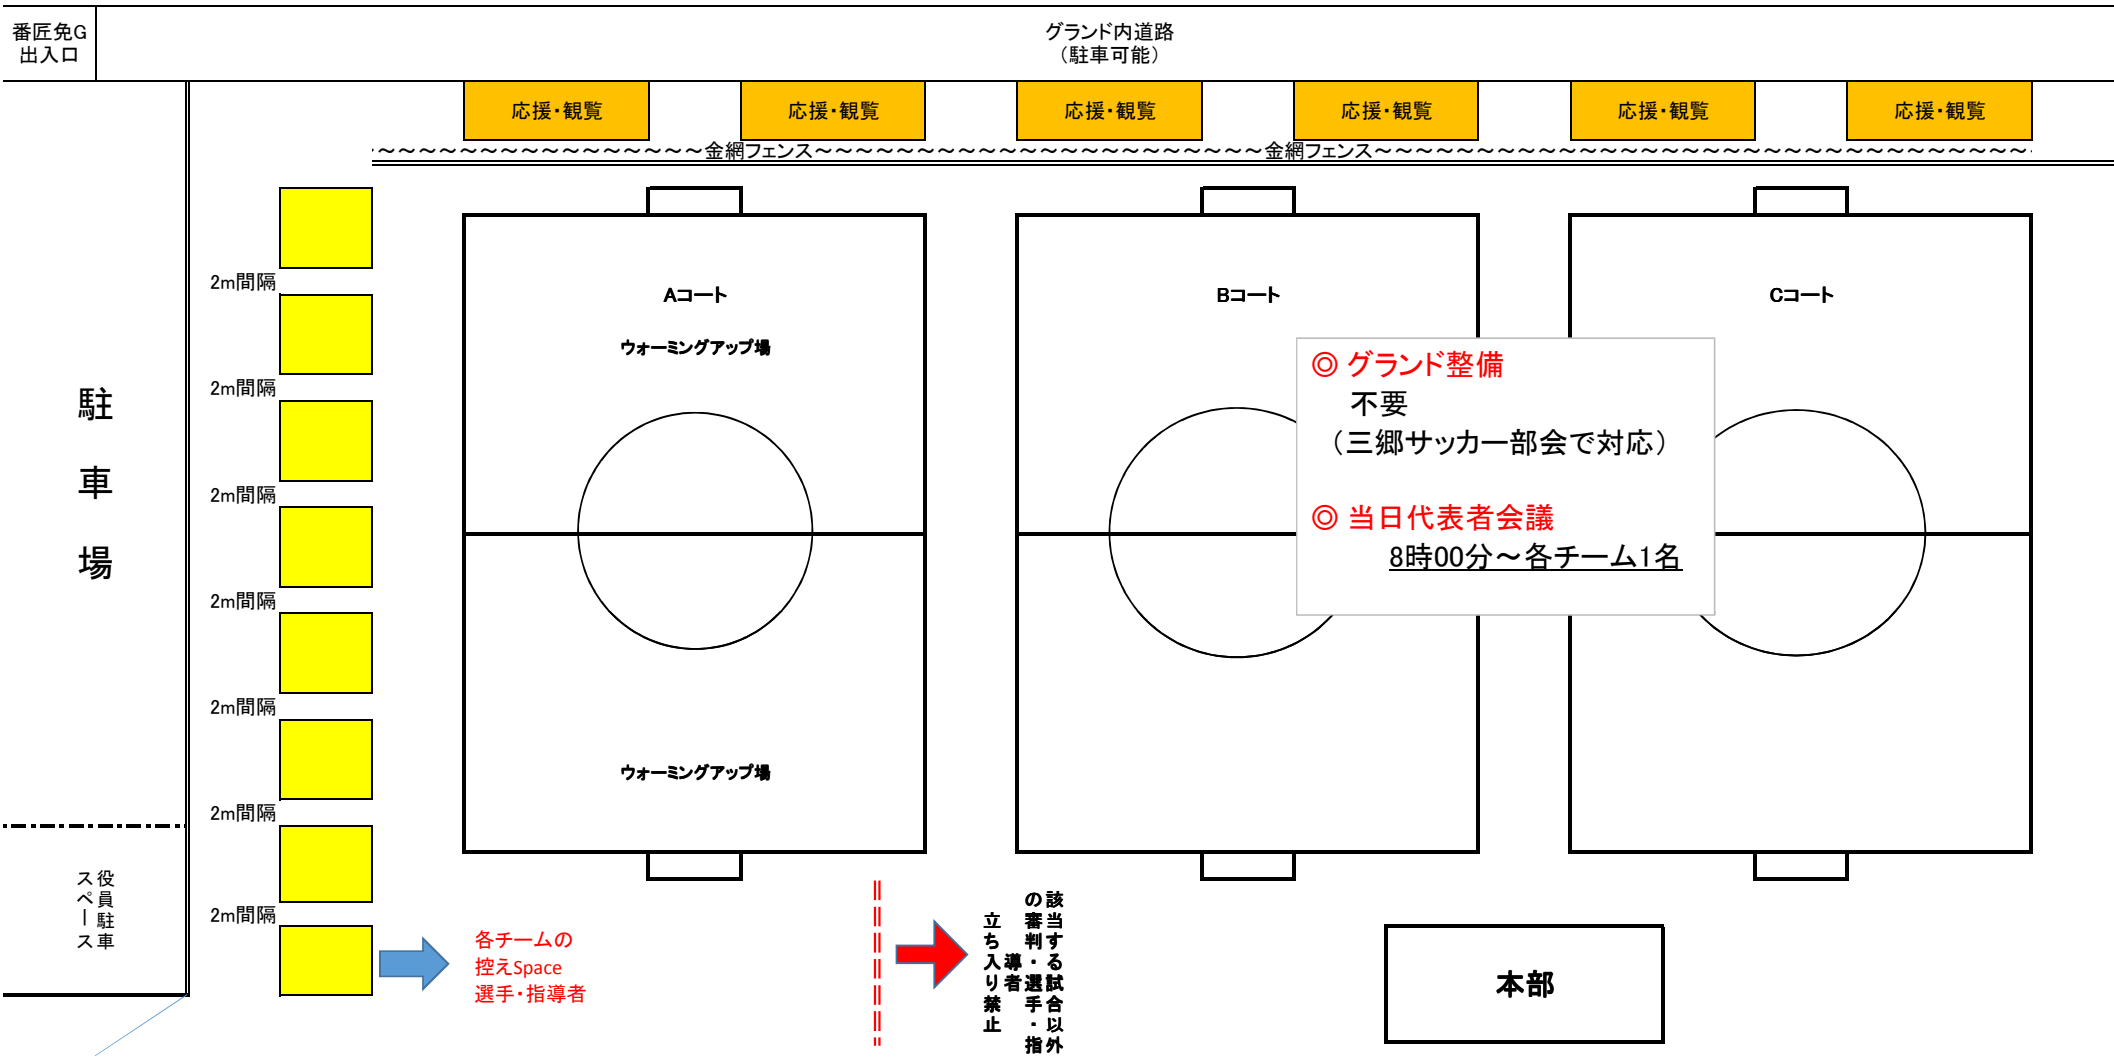 番匠免G
出入口
グランド内道路
（駐車可能）
応援・観覧
応援・観覧
応援・観覧
応援・観覧
応援・観覧
応援・観覧
～～～～～～～～～～～～～～～～金網フェンス～～～～～～～～～～～～～～～～～～～～～～金網フェンス～～～～～～～～～～～～～～～～～～～～～～～～～～～～～～～～
2m間隔
2m間隔
2m間隔
2m間隔
2m間隔
2m間隔
2m間隔
駐車場
役員駐車
スペース
Aコート
ウォーミングアップ場
ウォーミングアップ場
Bコート
Cコート
◎ グランド整備
不要
（三郷サッカー部会で対応）
◎ 当日代表者会議
8時00分～各チーム1名
各チームの
控えSpace
選手・指導者
該当する試合以外
の審判・選手・指
導者
立ち入り禁止
本部